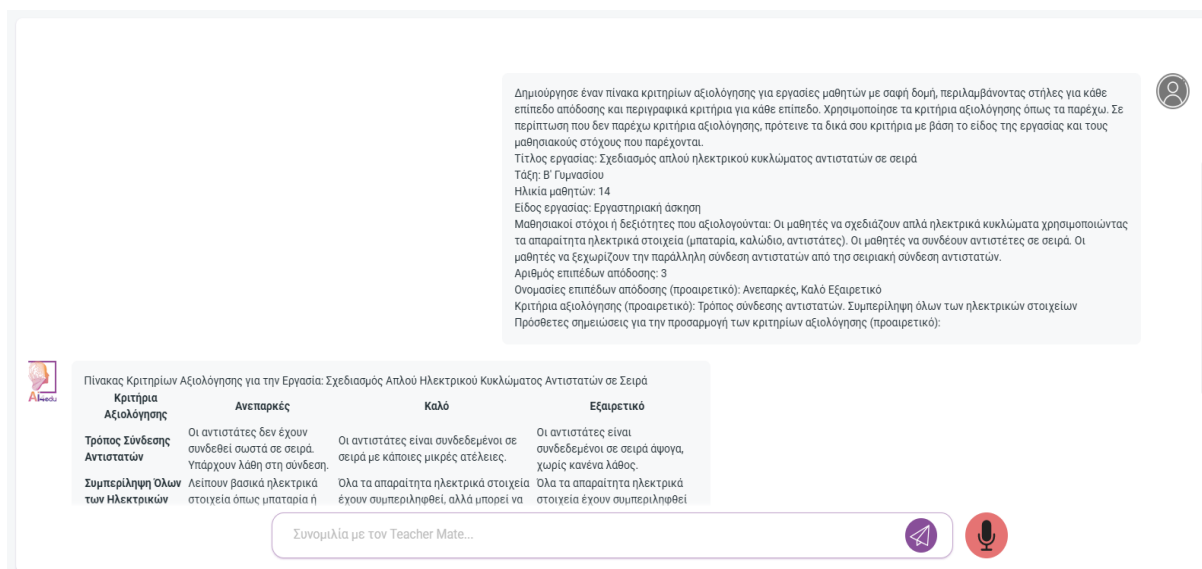 Δημιούργησε έναν πίνακα κριτηρίων αξιολόγησης για εργασίες μαθητών με σαφή δομή, περιλαμβάνοντας στήλες για κάθε
επίπεδο απόδοσης και περιγραφικά κριτήρια για κάθε επίπεδο. Χρησιμοποίησε τα κριτήρια αξιολόγησης όπως τα παρέχω. Σε
περίπτωση που δεν παρέχω κριτήρια αξιολόγησης, πρότεινε τα δικά σου κριτήρια με βάση το είδος της εργασίας και τους
μαθησιακούς στόχους που παρέχονται.
Τίτλος εργασίας: Σχεδιασμός απλού ηλεκτρικού κυκλώματος αντιστατών σε σειρά
Τάξη: Β' Γυμνασίου
Ηλικία μαθητών: 14
Είδος εργασίας: Εργαστηριακή άσκηση
Μαθησιακοί στόχοι ή δεξιότητες που αξιολογούνται: Οι μαθητές να σχεδιάζουν απλά ηλεκτρικά κυκλώματα χρησιμοποιώντας
τα απαραίτητα ηλεκτρικά στοιχεία (μπαταρία, καλώδιο, αντιστάτες). Οι μαθητές να συνδέουν αντιστέτες σε σειρά. Οι
μαθητές να ξεχωρίζουν την παράλληλη σύνδεση αντιστατών από τησ σειριακή σύνδεση αντιστατών.
Αριθμός επιπέδων απόδοσης: 3
Ονομασίες επιπέδων απόδοσης (προαιρετικό): Ανεπαρκές, Καλό Εξαιρετικό
Κριτήρια αξιολόγησης (προαιρετικό): Τρόπος σύνδεσης αντιστατών. Συμπερίληψη όλων των ηλεκτρικών στοιχείων
Πρόσθετες σημειώσεις για την προσαρμογή των κριτηρίων αξιολόγησης (προαιρετικό):
AI4edu
Πίνακας Κριτηρίων Αξιολόγησης για την Εργασία: Σχεδιασμός Απλού Ηλεκτρικού Κυκλώματος Αντιστατών σε Σειρά
Κριτήρια
Αξιολόγησης
Ανεπαρκές
Καλό
Εξαιρετικό
Τρόπος Σύνδεσης
Αντιστατών
Οι αντιστάτες δεν έχουν
συνδεθεί σωστά σε σειρά.
Υπάρχουν λάθη στη σύνδεση.
Οι αντιστάτες είναι συνδεδεμένοι σε
σειρά με κάποιες μικρές ατέλειες.
Οι αντιστάτες είναι
συνδεδεμένοι σε σειρά άψογα,
χωρίς κανένα λάθος.
Συμπερίληψη Όλων
των Ηλεκτρικών
Λείπουν βασικά ηλεκτρικά
στοιχεία όπως μπαταρία ή
Όλα τα απαραίτητα ηλεκτρικά στοιχεία
έχουν συμπεριληφθεί, αλλά μπορεί να
Όλα τα απαραίτητα ηλεκτρικά
στοιχεία έχουν συμπεριληφθεί
Συνομιλία με τον Teacher Mate...